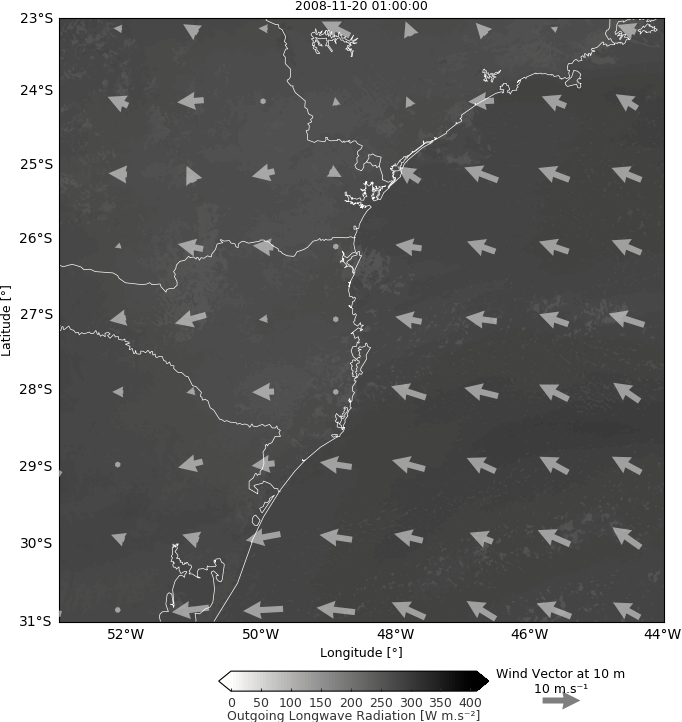 2008-11-20 01:00:00
23°S
24°S
25°S
26°S
27°S
28°S
29°S
30°S
31°S
Latitude [°]
52°W 50°W 48°W 46°W 44°W
Longitude [°]
0 50 100 150 200 250 300 350 400
Outgoing Longwave Radiation [W m.s⁻²]
Wind Vector at 10 m
10 m.s⁻¹